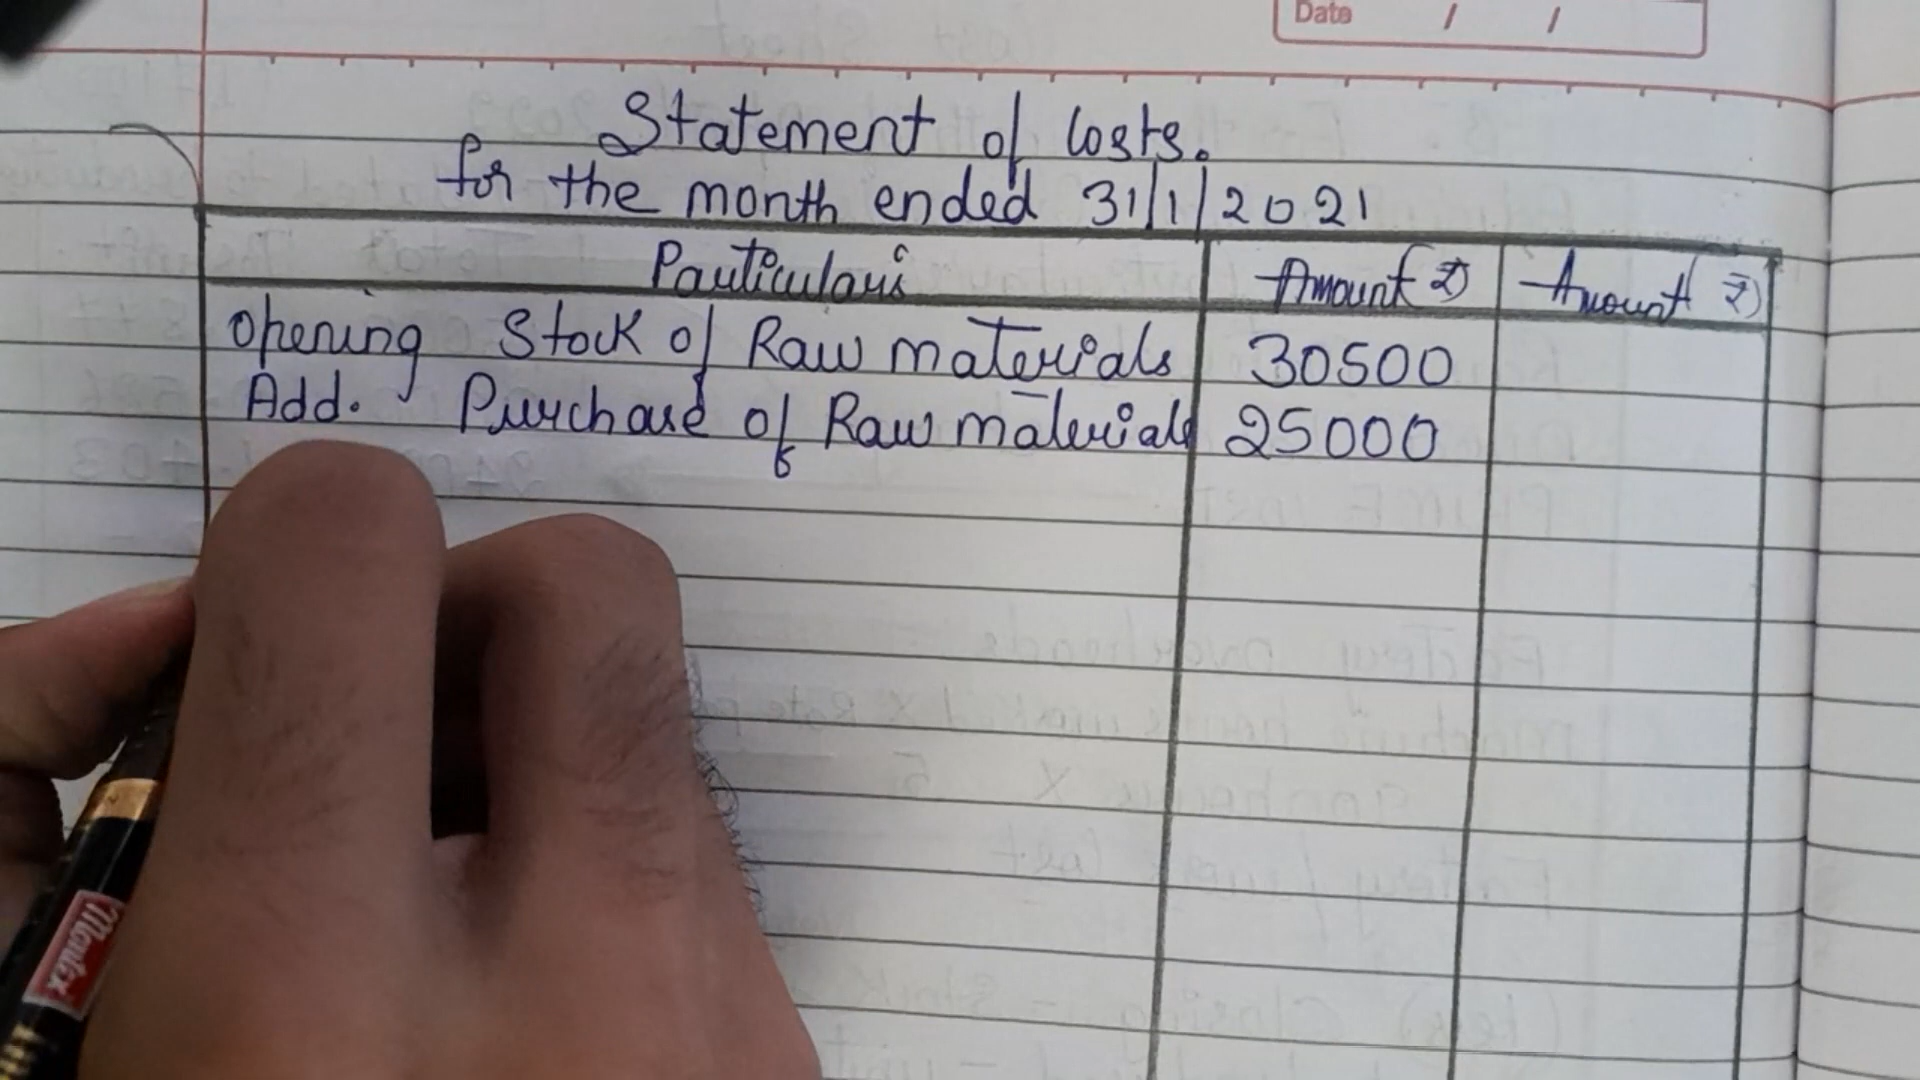 Date / /
Statement of Costs.
for the month ended 31/1/2021
Particulars Amount ₹) Amount ₹)
Opening Stock of Raw materials 30500
Add. Purchase of Raw materials 25000
Montex